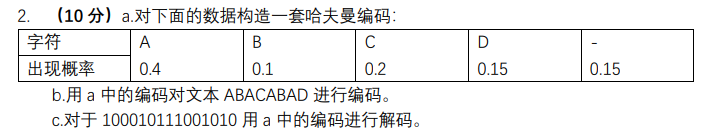 2. （10 分）a.对下面的数据构造一套哈夫曼编码：
字符 A B C D -
出现概率 0.4 0.1 0.2 0.15 0.15
b.用 a 中的编码对文本 ABACABAD 进行编码。
c.对于 100010111001010 用 a 中的编码进行解码。